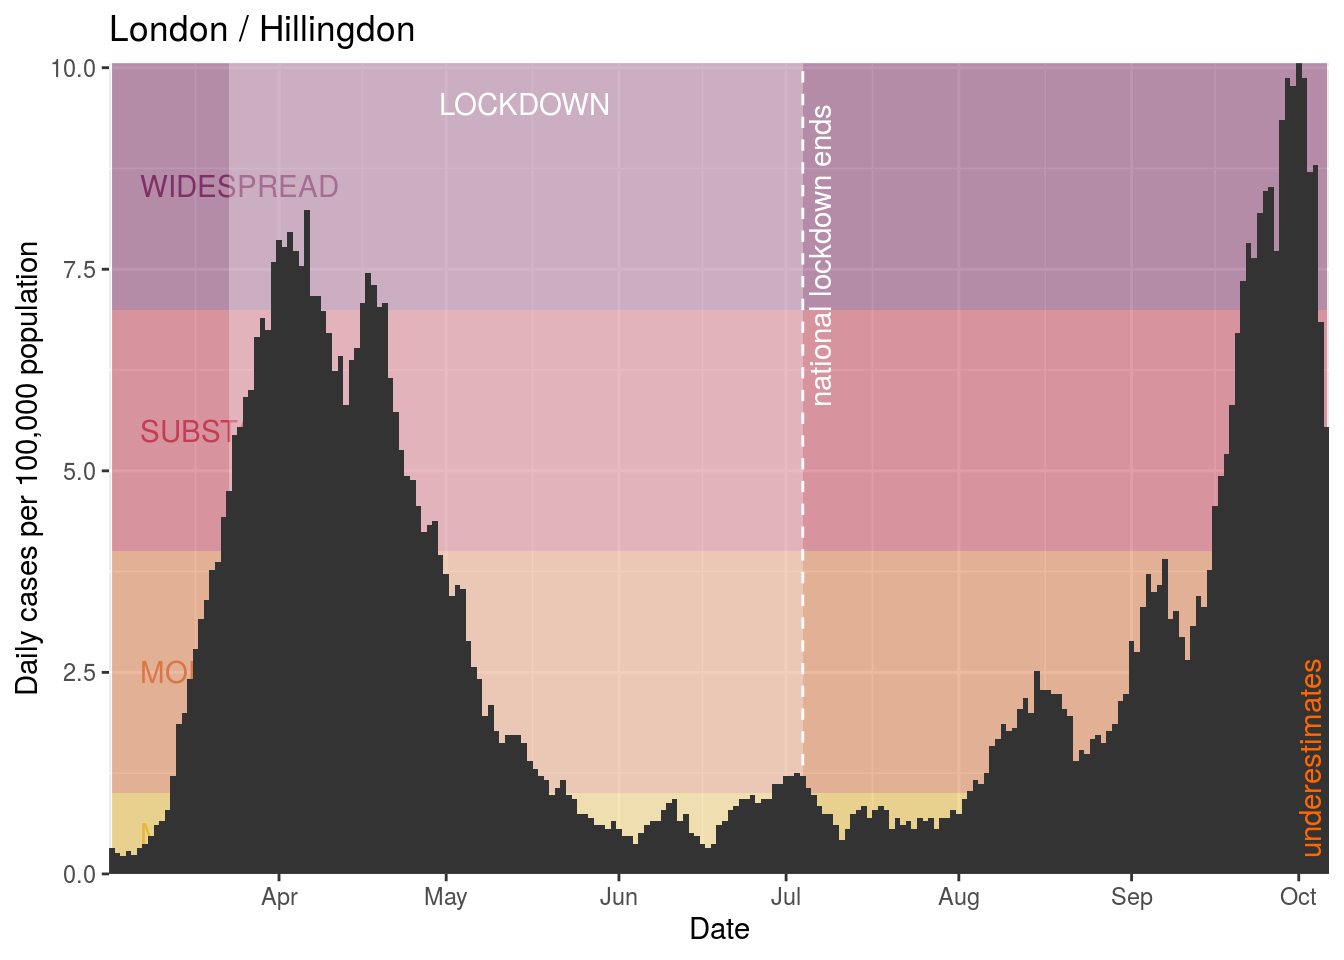 London / Hillingdon
10.0
7.5
5.0
2.5
0.0
Daily cases per 100,000 population
LOCKDOWN
WIDESPREAD
SUBST
national lockdown ends
underestimates
Apr
May
Jun
Jul
Aug
Sep
Oct
Date